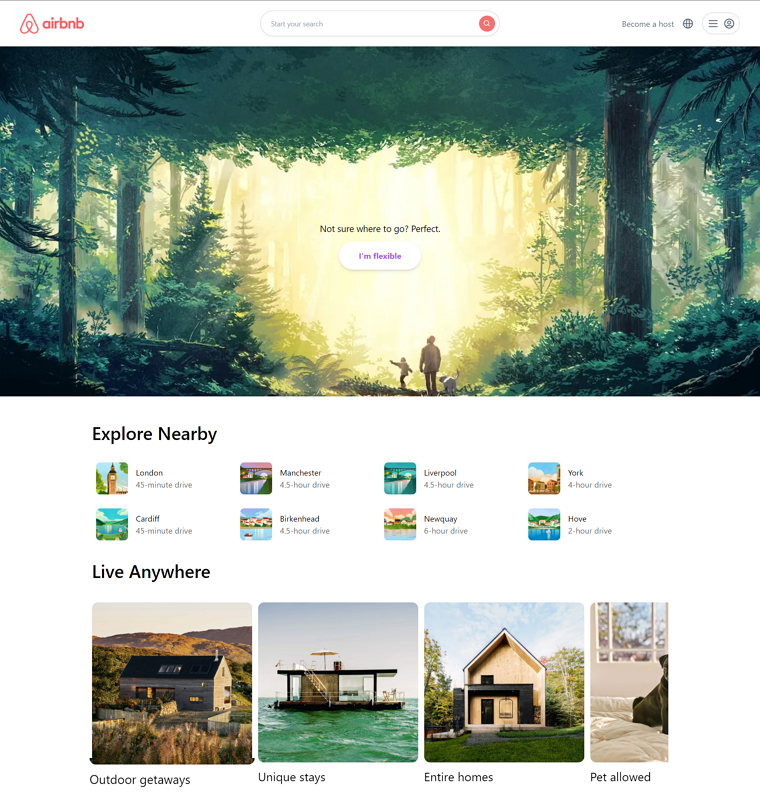 airbnb
Start your search
Become a host
Not sure where to go? Perfect.
I'm flexible
Explore Nearby
London
45-minute drive
Manchester
4.5-hour drive
Liverpool
4.5-hour drive
York
4-hour drive
Cardiff
45-minute drive
Birkenhead
4.5-hour drive
Newquay
6-hour drive
Hove
2-hour drive
Live Anywhere
Outdoor getaways
Unique stays
Entire homes
Pet allowed